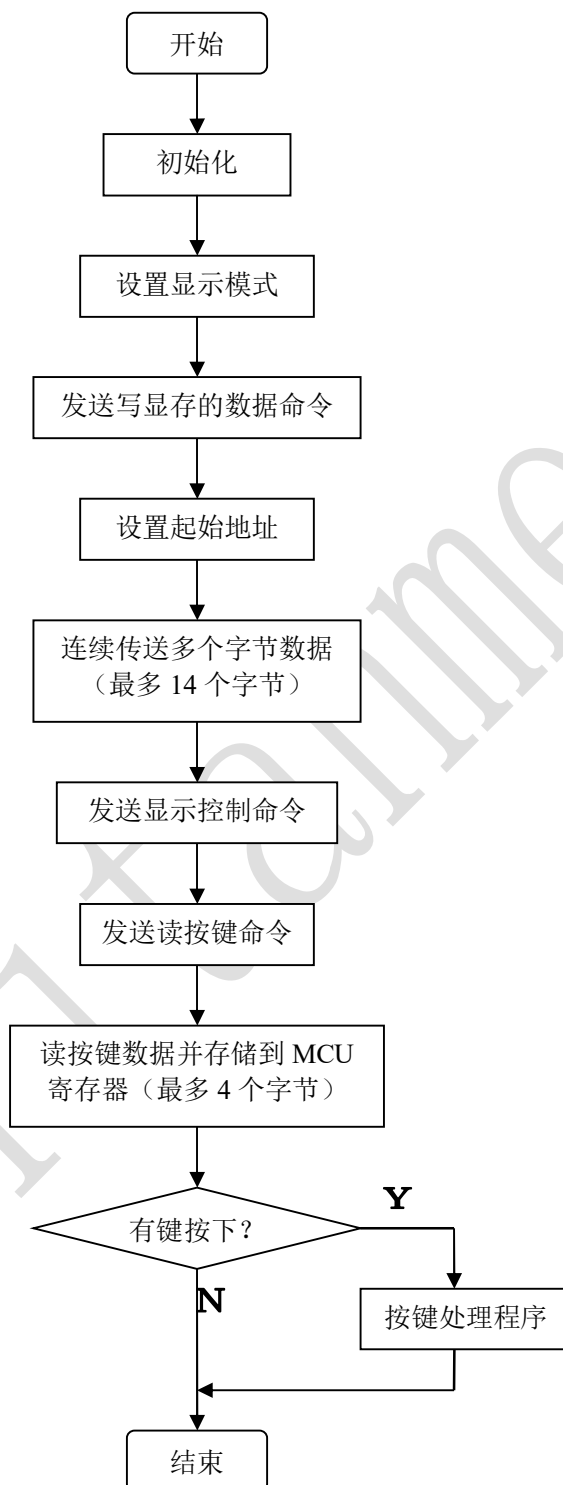 开始
初始化
设置显示模式
发送写显存的数据命令
设置起始地址
连续传送多个字节数据
（最多 14 个字节）
发送显示控制命令
发送读按键命令
读按键数据并存储到 MCU
寄存器（最多 4 个字节）
有键按下？
Y
N
按键处理程序
结束